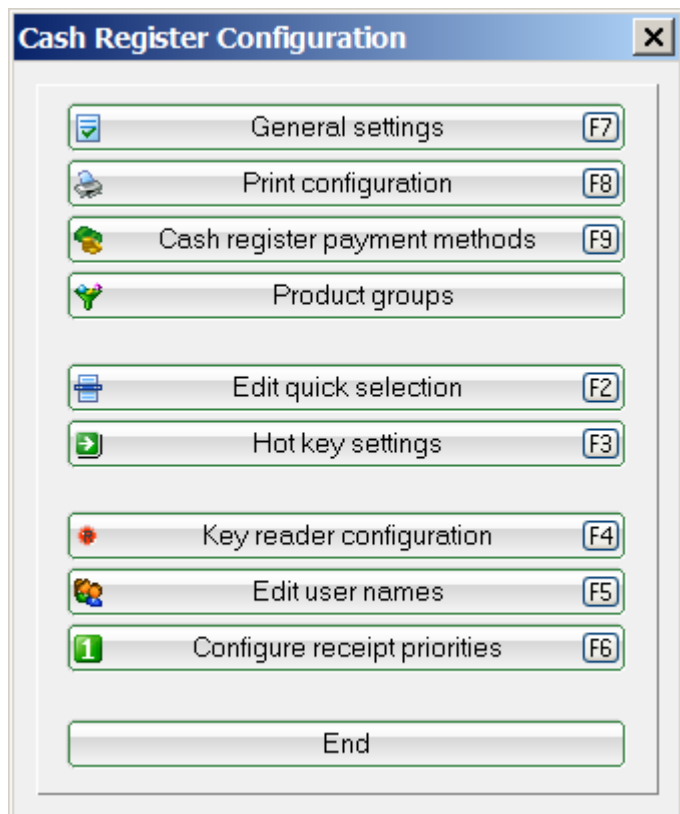 Cash Register Configuration
General settings F7
Print configuration F8
Cash register payment methods F9
Product groups
Edit quick selection F2
Hot key settings F3
Key reader configuration F4
Edit user names F5
1 Configure receipt priorities F6
End